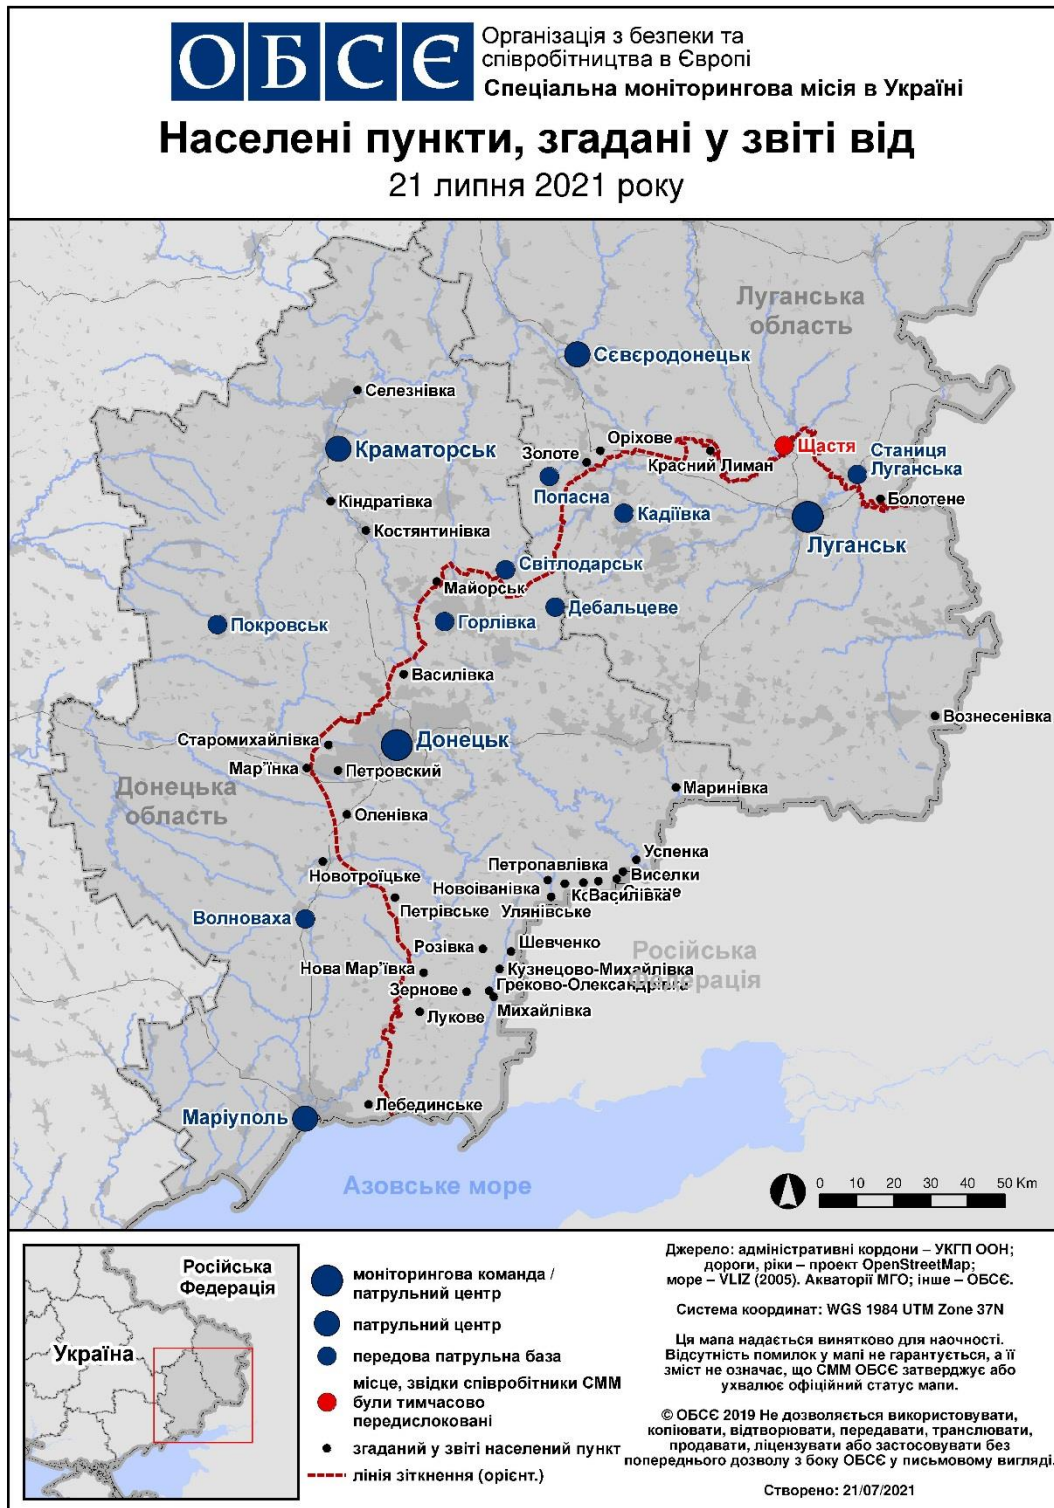 ОБСЄ
Організація з безпеки та
співробітництва в Європі
Спеціальна моніторингова місія в Україні
Населені пункти, згадані у звіті від
21 липня 2021 року
Луганська
область
Сєвєродонецьк
Селезнівка
Краматорськ
Оріхове
Щастя
Золоте
Красний Лиман
Станиця
Луганська
Попасна
Болотене
Кіндратівка
Кадіївка
Костянтинівка
Луганськ
Світлодарськ
Майорськ
Дебальцеве
Горлівка
Покровськ
Василівка
Вознесенівка
Старомихайлівка
Донецьк
Мар'їнка
Петровский
Донецька
область
Маринівка
Оленівка
Успенка
Петропавлівка
Новотроїцьке
Виселки
Новоіванівка
Василівка
Петрівське
Улянівське
Волноваха
Розівка
Шевченко
Російська
Федерація
Нова Мар'ївка
Кузнецово-Михайлівка
Греково-Олександрівка
Зернове
Михайлівка
Лукове
Лебединське
Маріуполь
Азовське море
0 10 20 30 40 50 Km
Російська
Федерація
Україна
моніторингова команда /
патрульний центр
патрульний центр
передова патрульна база
місце, звідки співробітники СММ
були тимчасово
передислоковані
згаданий у звіті населений пункт
лінія зіткнення (орієнт.)
Джерело: адміністративні кордони – УКГП ООН;
дороги, ріки – проект OpenStreetMap;
море – VLIZ (2005). Акваторії МГО; інше – ОБСЄ.
Система координат: WGS 1984 UTM Zone 37N
Ця мапа надається винятково для наочності.
Відсутність помилок у мапі не гарантується, а її
зміст не означає, що СММ ОБСЄ затверджує або
ухвалює офіційний статус мапи.
© ОБСЄ 2019 Не дозволяється використовувати,
копіювати, відтворювати, передавати, транслювати,
продавати, ліцензувати або застосовувати без
попереднього дозволу з боку ОБСЄ у письмовому вигляді.
Створено: 21/07/2021